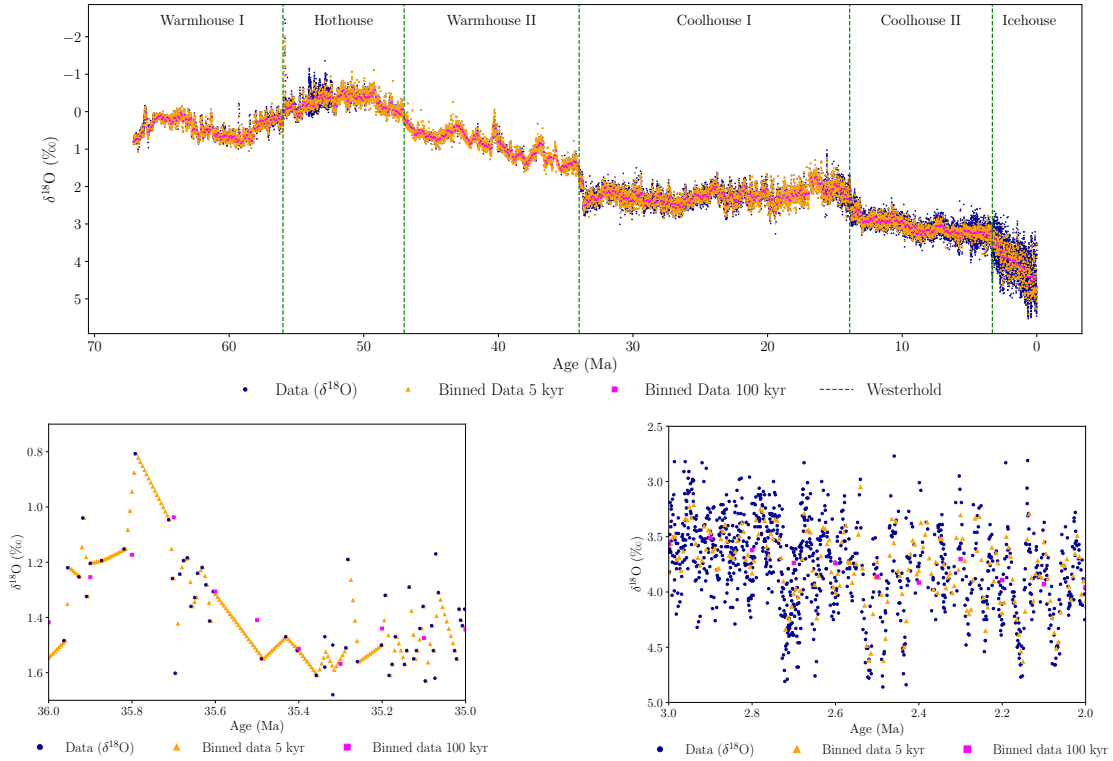 Warmhouse I Hothouse Warmhouse II Coolhouse I Coolhouse II Icehouse
−2
−1
0
1
2
3
4
5
δ¹⁸O (‰)
70 60 50 40 30 20 10 0
Age (Ma)
Data (δ¹⁸O) Binned Data 5 kyr Binned Data 100 kyr Westerhold
0.8
1.0
1.2
1.4
1.6
δ¹⁸O (‰)
36.0 35.8 35.6 35.4 35.2 35.0
Age (Ma)
Data (δ¹⁸O) Binned data 5 kyr Binned data 100 kyr
2.5
3.0
3.5
4.0
4.5
5.0
δ¹⁸O (‰)
3.0 2.8 2.6 2.4 2.2 2.0
Age (Ma)
Data (δ¹⁸O) Binned data 5 kyr Binned data 100 kyr